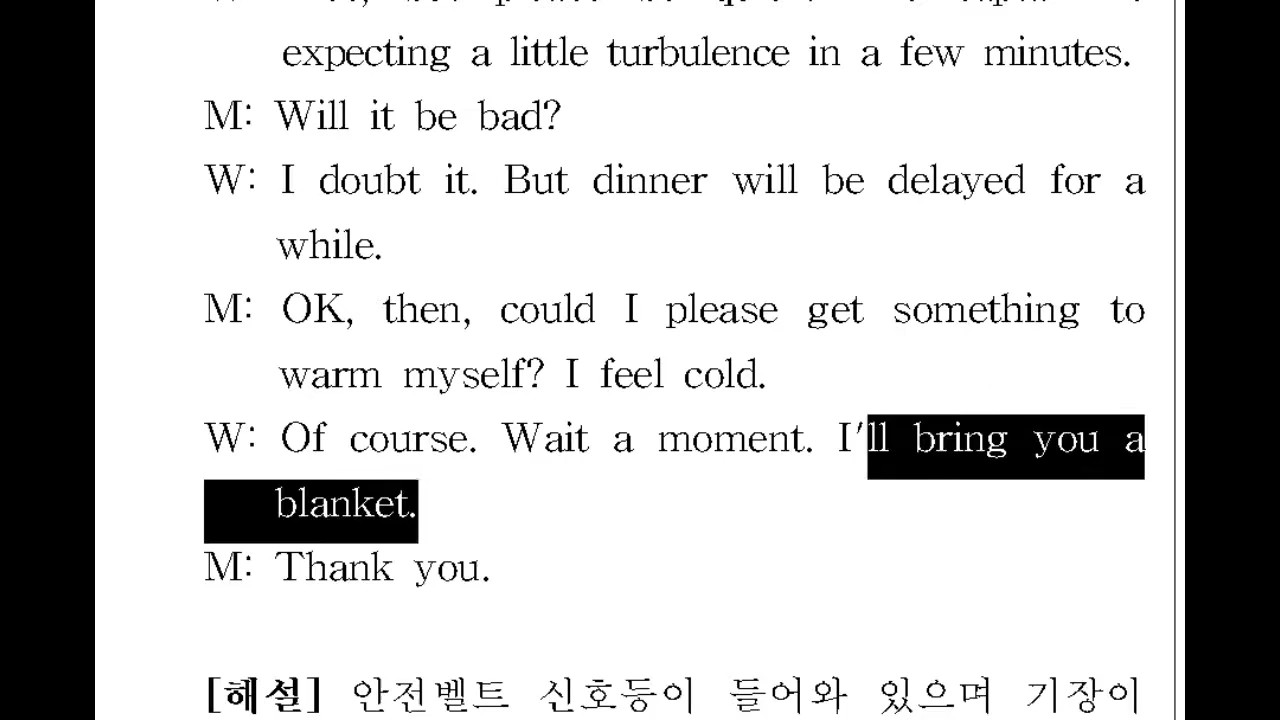 expecting a little turbulence in a few minutes.
M: Will it be bad?
W: I doubt it. But dinner will be delayed for a
while.
M: OK, then, could I please get something to
warm myself? I feel cold.
W: Of course. Wait a moment. I'll bring you a
blanket.
M: Thank you.
[해설] 안전벨트 신호등이 들어와 있으며 기장이